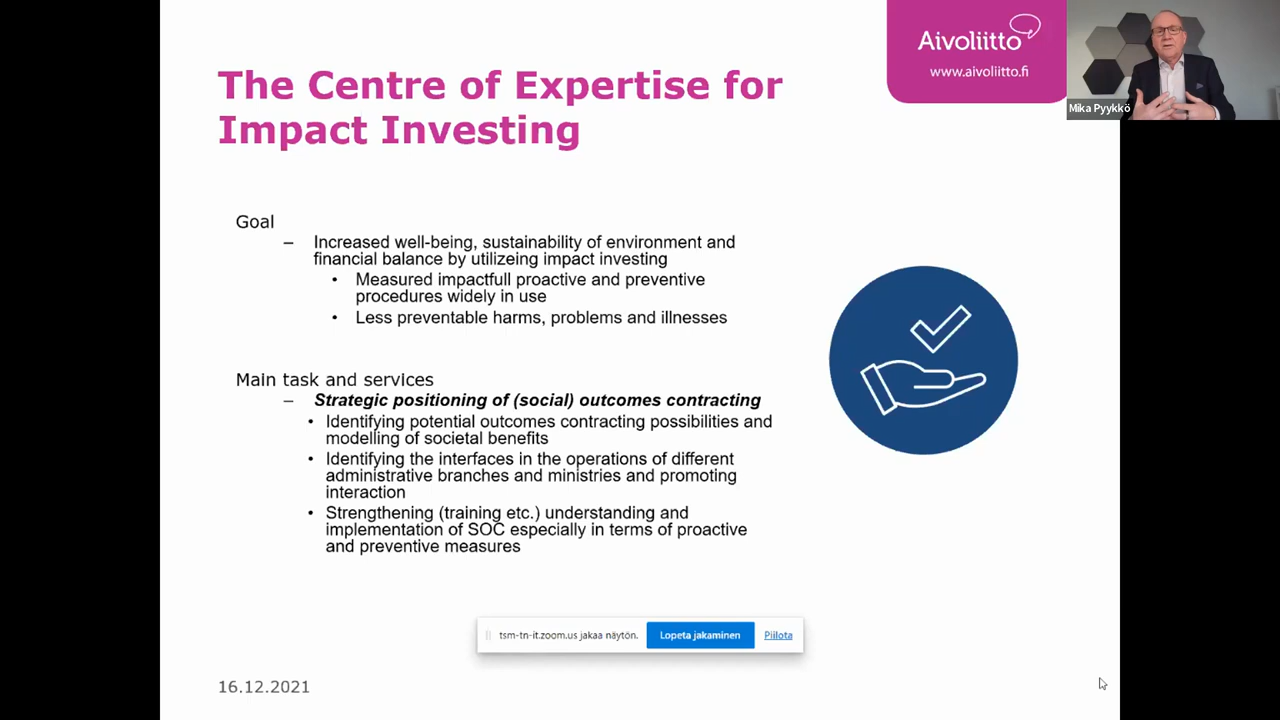 Aivoliitto
www.aivoliitto.fi
Mika Pyykkö
The Centre of Expertise for
Impact Investing
Goal
– Increased well-being, sustainability of environment and
financial balance by utilizeing impact investing
• Measured impactfull proactive and preventive
procedures widely in use
• Less preventable harms, problems and illnesses
Main task and services
– Strategic positioning of (social) outcomes contracting
• Identifying potential outcomes contracting possibilities and
modelling of societal benefits
• Identifying the interfaces in the operations of different
administrative branches and ministries and promoting
interaction
• Strengthening (training etc.) understanding and
implementation of SOC especially in terms of proactive
and preventive measures
tsm-tn-it.zoom.us jakaa näytön. Lopeta jakaminen Piilota
16.12.2021